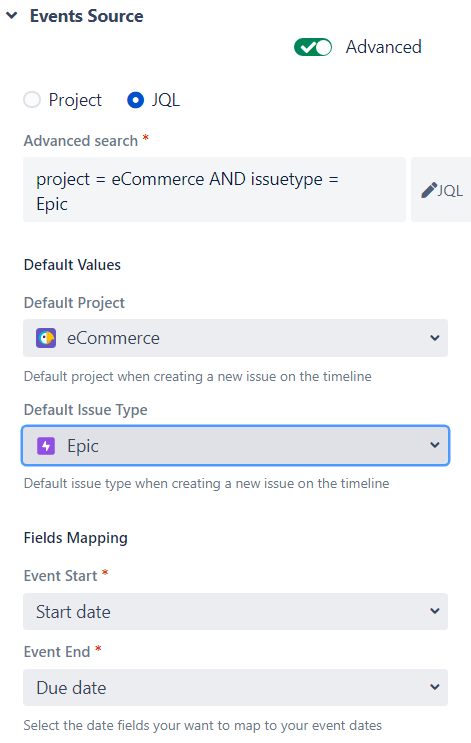 Events Source
Advanced
Project
JQL
Advanced search *
project = eCommerce AND issuetype =
Epic
JQL
Default Values
Default Project
eCommerce
Default project when creating a new issue on the timeline
Default Issue Type
Epic
Default issue type when creating a new issue on the timeline
Fields Mapping
Event Start *
Start date
Event End *
Due date
Select the date fields your want to map to your event dates